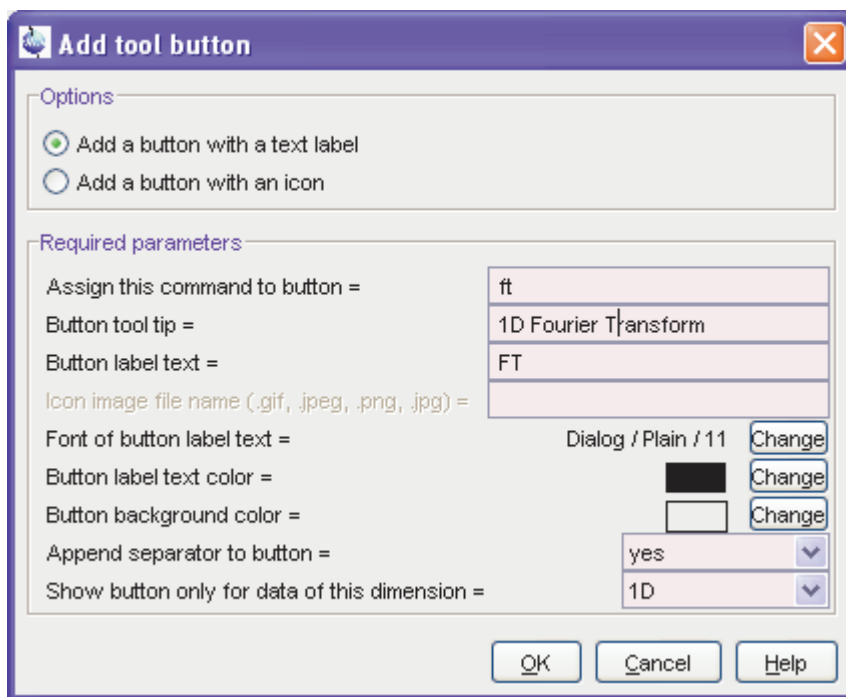 Add tool button
Options
Add a button with a text label
Add a button with an icon
Required parameters
Assign this command to button = ft
Button tool tip = 1D Fourier Transform
Button label text = FT
Icon image file name (.gif, .jpeg, .png, .jpg) =
Font of button label text = Dialog / Plain / 11 Change
Button label text color = Change
Button background color = Change
Append separator to button = yes
Show button only for data of this dimension = 1D
OK Cancel Help